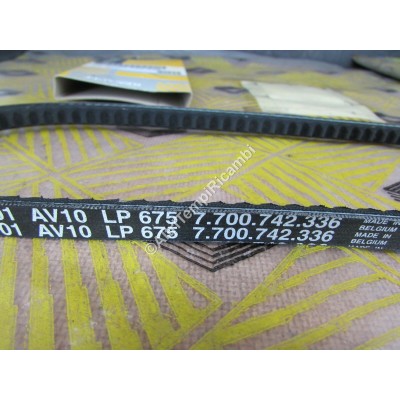 01 AV10 LP 675 7.700.742.336 MADE IN BELGIUM
01 AV10 LP 675 7.700.742.336 MADE IN BELGIUM
AltriTempiRicambi